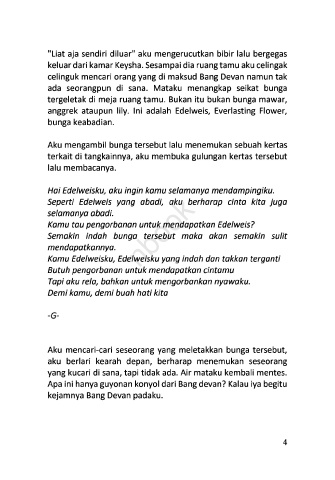 "Liat aja sendiri diluar" aku mengerucutkan bibir lalu bergegas
keluar dari kamar Keysha. Sesampai dia ruang tamu aku celingak
celinguk mencari orang yang di maksud Bang Devan namun tak
ada seorangpun di sana. Mataku menangkap seikat bunga
tergeletak di meja ruang tamu. Bukan itu bukan bunga mawar,
anggrek ataupun lily. Ini adalah Edelweis, Everlasting Flower,
bunga keabadian.
Aku mengambil bunga tersebut lalu menemukan sebuah kertas
terkait di tangkainnya, aku membuka gulungan kertas tersebut
lalu membacanya.
Hai Edelweisku, aku ingin kamu selamanya mendampingiku.
Seperti Edelweis yang abadi, aku berharap cinta kita juga
selamanya abadi.
Kamu tau pengorbanan untuk mendapatkan Edelweis?
Semakin indah bunga tersebut maka akan semakin sulit
mendapatkannya.
Kamu Edelweisku, Edelweisku yang indah dan takkan terganti
Butuh pengorbanan untuk mendapatkan cintamu
Tapi aku rela, bahkan untuk mengorbankan nyawaku.
Demi kamu, demi buah hati kita
-G-
Aku mencari-cari seseorang yang meletakkan bunga tersebut,
aku berlari kearah depan, berharap menemukan seseorang
yang kucari di sana, tapi tidak ada. Air mataku kembali mentes.
Apa ini hanya guyonan konyol dari Bang devan? Kalau iya begitu
kejamnya Bang Devan padaku.
4